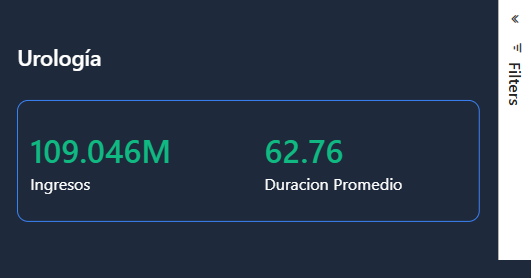 Urología
109.046M
Ingresos
62.76
Duracion Promedio
Filters